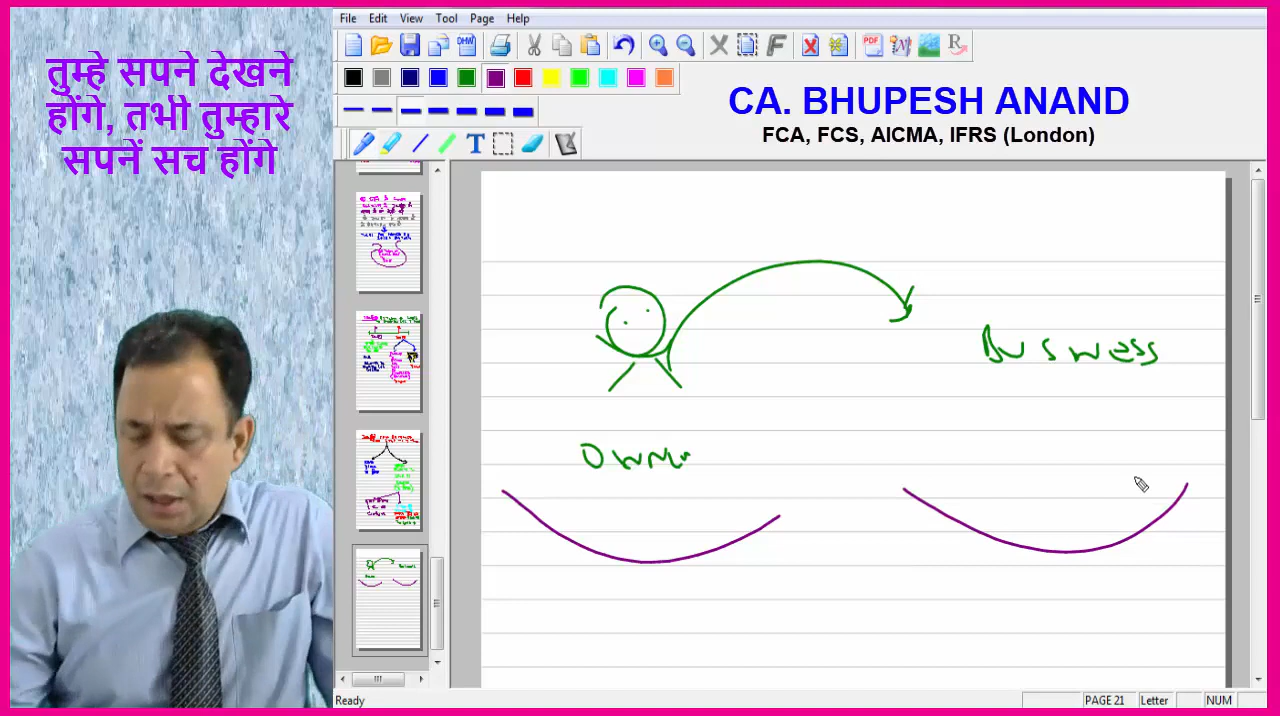 तुम्हे सपने देखने
होंगे, तभी तुम्हारे
सपनें सच होंगे
File Edit View Tool Page Help
CA. BHUPESH ANAND
FCA, FCS, AICMA, IFRS (London)
Business
Owner
Ready
PAGE 21 Letter NUM